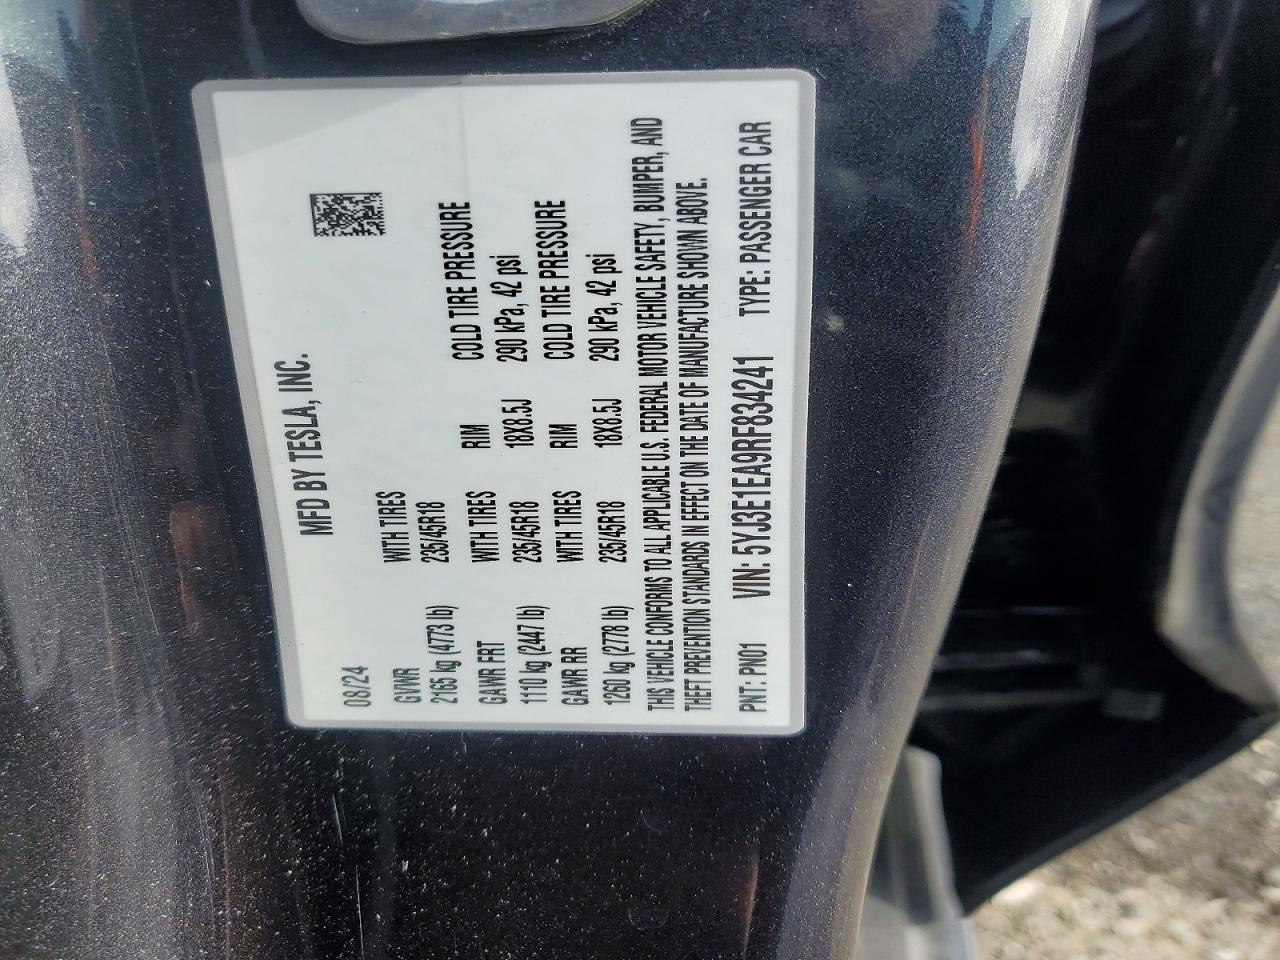 MFD BY TESLA, INC.
08/24
GVWR WITH TIRES
2165 kg (4773 lb) 235/45R18
GAWR FRT WITH TIRES RIM COLD TIRE PRESSURE
1110 kg (2447 lb) 235/45R18 18X8.5J 290 kPa, 42 psi
GAWR RR WITH TIRES RIM COLD TIRE PRESSURE
1260 kg (2778 lb) 235/45R18 18X8.5J 290 kPa, 42 psi
THIS VEHICLE CONFORMS TO ALL APPLICABLE U.S. FEDERAL MOTOR VEHICLE SAFETY, BUMPER, AND
THEFT PREVENTION STANDARDS IN EFFECT ON THE DATE OF MANUFACTURE SHOWN ABOVE.
PNT: PN01 VIN: 5YJ3E1EA9RF834241 TYPE: PASSENGER CAR